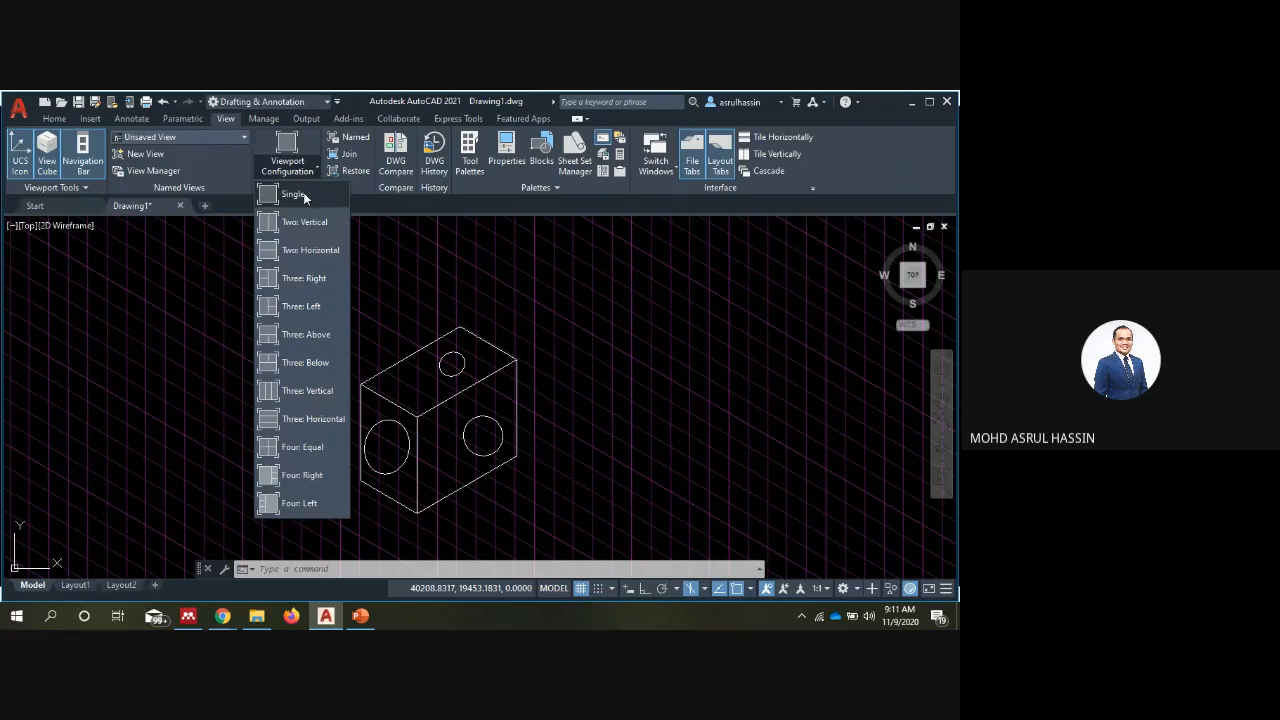 Drafting & Annotation
Autodesk AutoCAD 2021 Drawing1.dwg
Type a keyword or phrase
asrulhassin
Home Insert Annotate Parametric View Manage Output Add-ins Collaborate Express Tools Featured Apps
UCS
Icon
View
Cube
Navigation
Bar
Viewport Tools
Unsaved View
New View
View Manager
Named Views
Viewport
Configuration
Named
Join
Restore
DWG
Compare
Compare
DWG
History
History
Tool
Palettes
Properties
Blocks
Sheet Set
Manager
Palettes
Switch
Windows
File
Tabs
Layout
Tabs
Tile Horizontally
Tile Vertically
Cascade
Interface
Start
Drawing1*
[−][Top][2D Wireframe]
Single
Two: Vertical
Two: Horizontal
Three: Right
Three: Left
Three: Above
Three: Below
Three: Vertical
Three: Horizontal
Four: Equal
Four: Right
Four: Left
N
W
TOP
E
S
WCS
Y
X
Type a command
Model
Layout1
Layout2
40208.8317, 19453.1831, 0.0000
MODEL
1:1
99+
9:11 AM
11/9/2020
19
MOHD ASRUL HASSIN